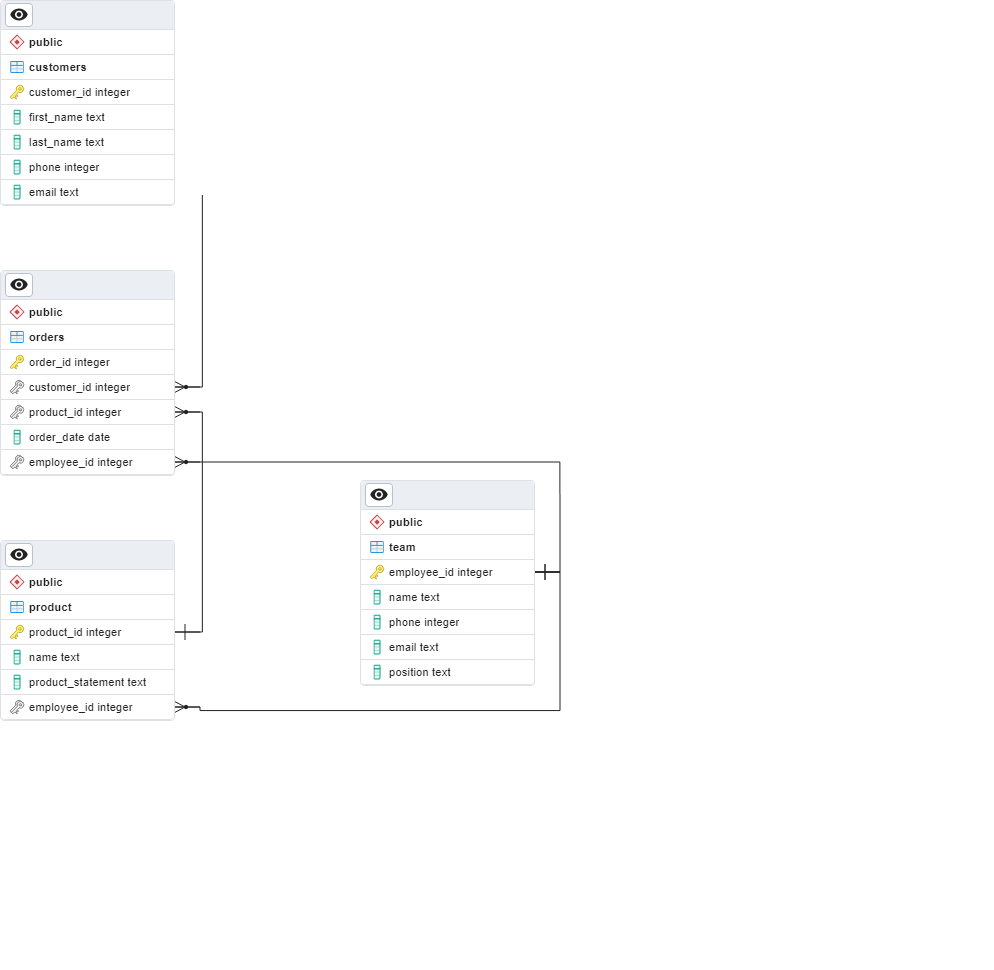 public
customers
customer_id integer
first_name text
last_name text
phone integer
email text
public
orders
order_id integer
customer_id integer
product_id integer
order_date date
employee_id integer
public
product
product_id integer
name text
product_statement text
employee_id integer
public
team
employee_id integer
name text
phone integer
email text
position text